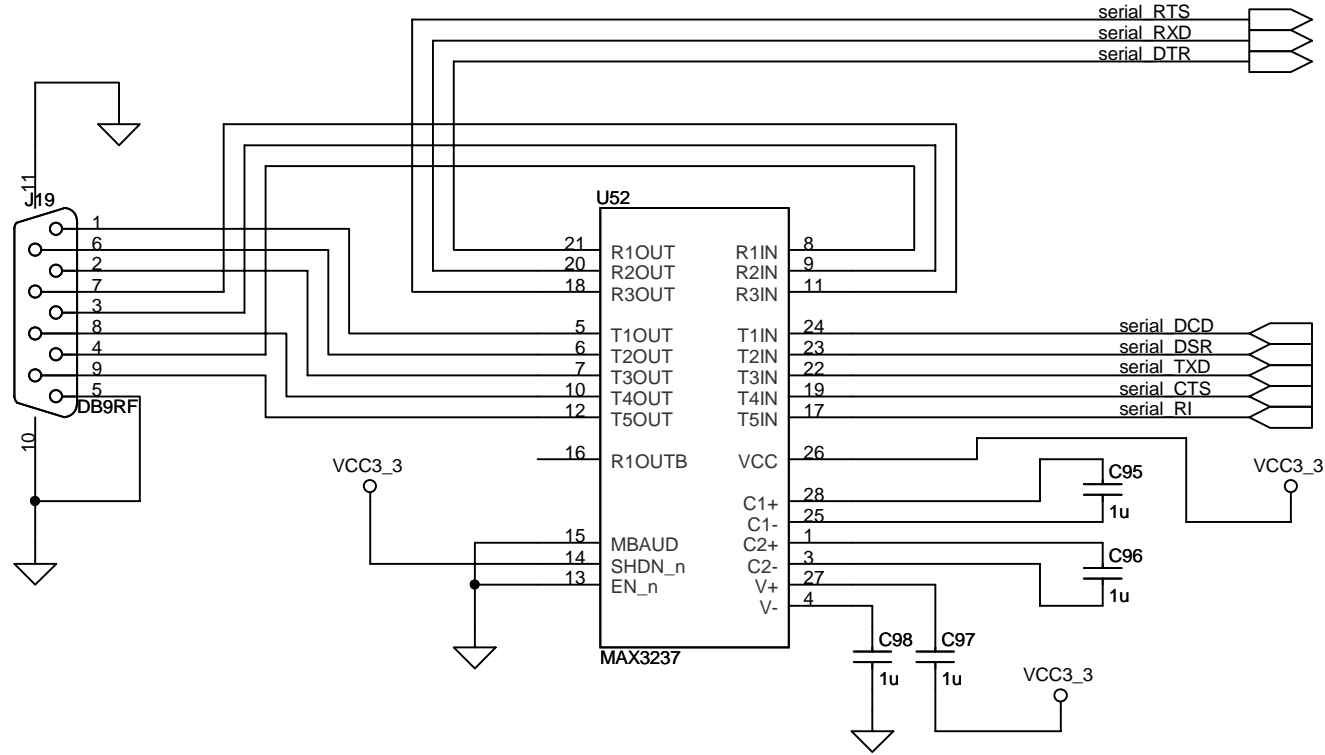 serial_RTS
serial_RXD
serial_DTR
11
J19
1
6
2
7
3
8
4
9
5
DB9RF
10
U52
21 R1OUT R1IN 8
20 R2OUT R2IN 9
18 R3OUT R3IN 11
5 T1OUT T1IN 24 serial_DCD
6 T2OUT T2IN 23 serial_DSR
7 T3OUT T3IN 22 serial_TXD
10 T4OUT T4IN 19 serial_CTS
12 T5OUT T5IN 17 serial_RI
16 R1OUTB VCC 26
VCC3_3
VCC3_3
C1+ 28
C95
1u
C1- 25
15 MBAUD C2+ 1
14 SHDN_n C2- 3
C96
1u
13 EN_n V+ 27
V- 4
MAX3237
C98
1u
C97
1u
VCC3_3